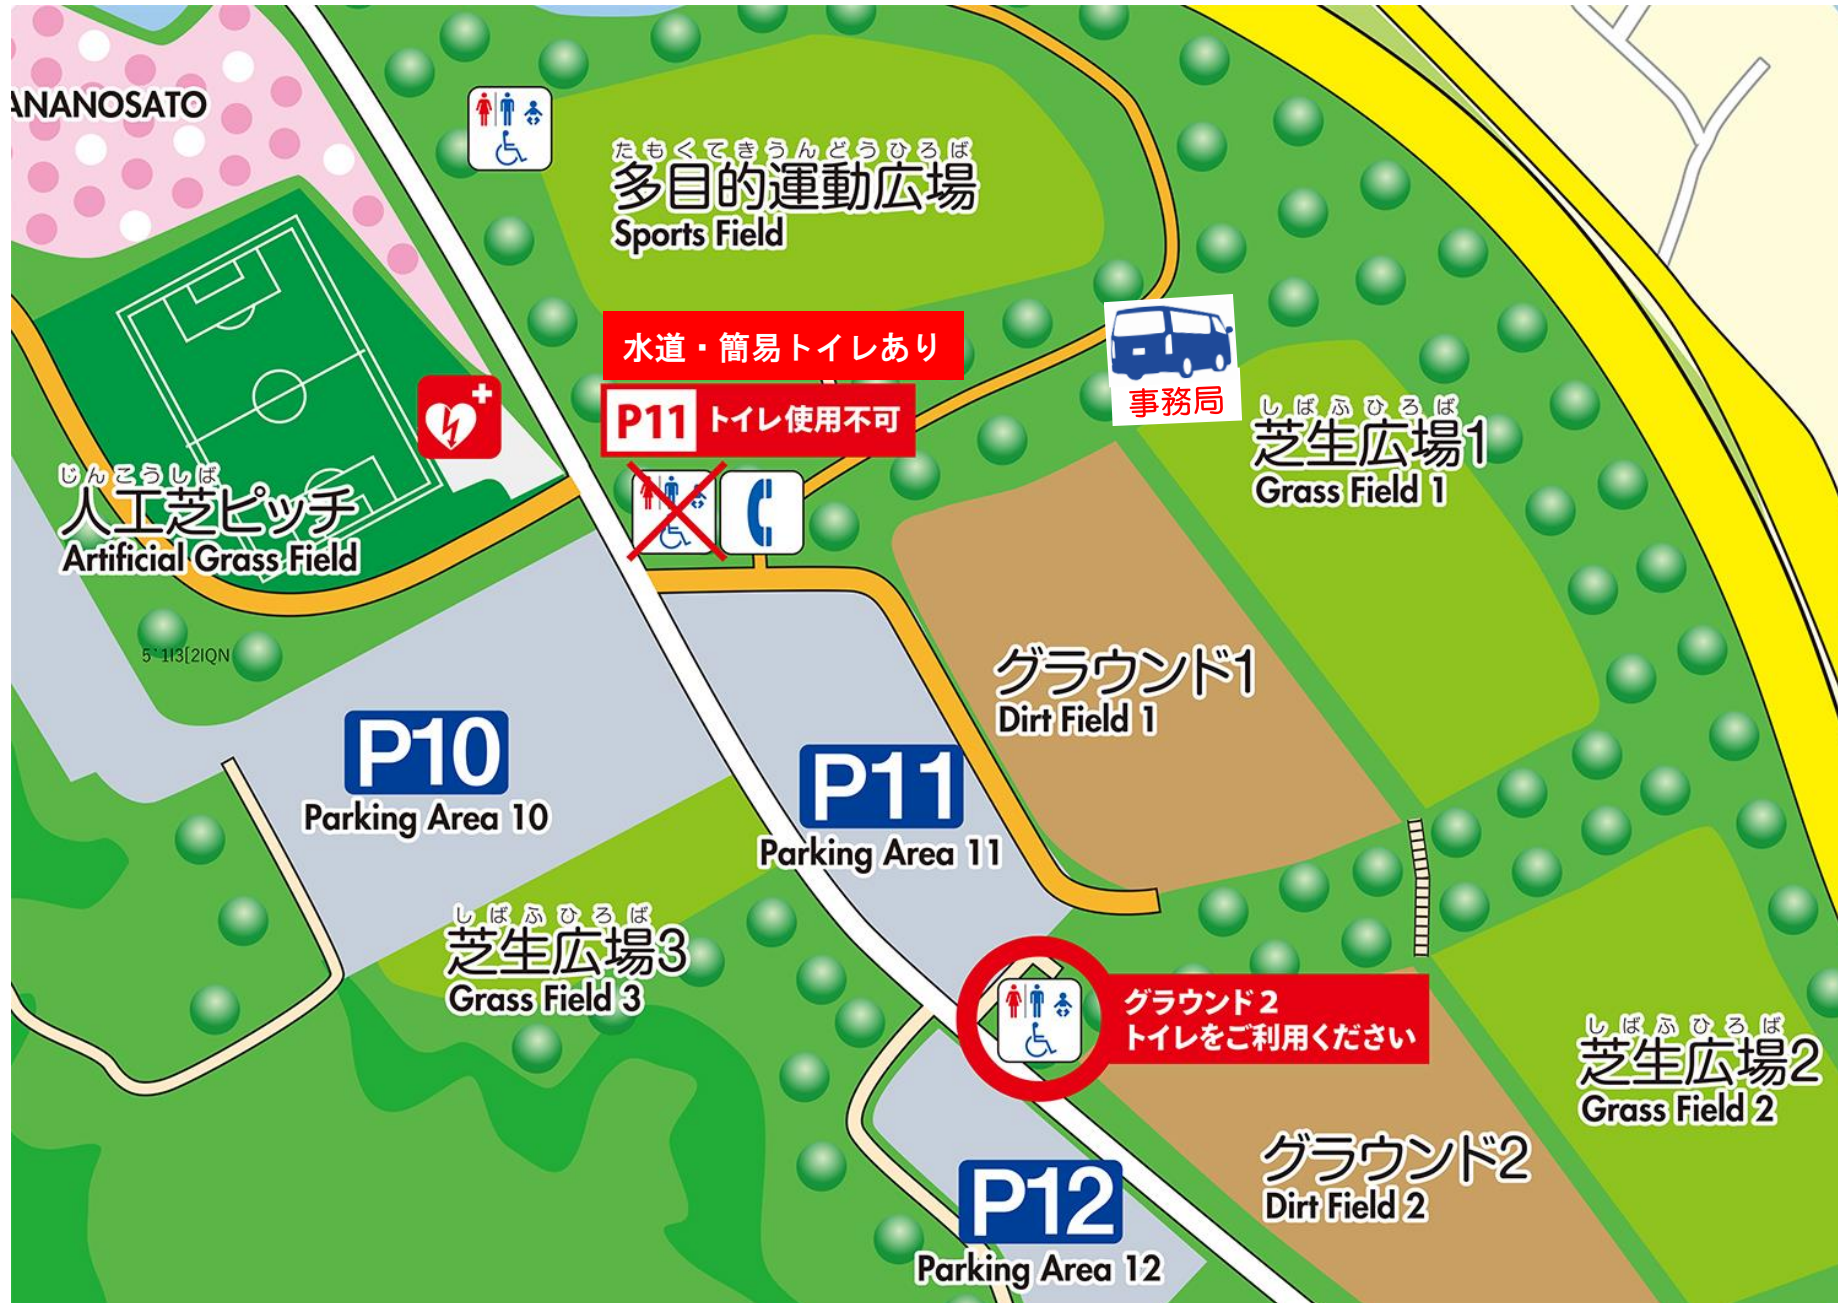 ANANOSATO
たもくてきうんどうひろば
多目的運動広場
Sports Field
水道・簡易トイレあり
P11 トイレ使用不可
事務局
しばふひろば
芝生広場1
Grass Field 1
じんこうしば
人工芝ピッチ
Artificial Grass Field
グラウンド1
Dirt Field 1
P10
Parking Area 10
P11
Parking Area 11
しばふひろば
芝生広場3
Grass Field 3
グラウンド2
トイレをご利用ください
しばふひろば
芝生広場2
Grass Field 2
グラウンド2
Dirt Field 2
P12
Parking Area 12